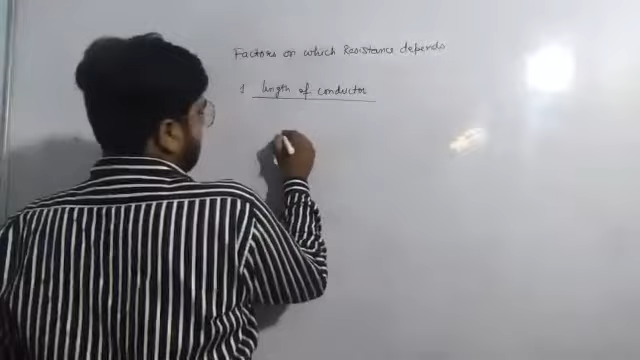 Factors on which Resistance depends
1 length of conductor